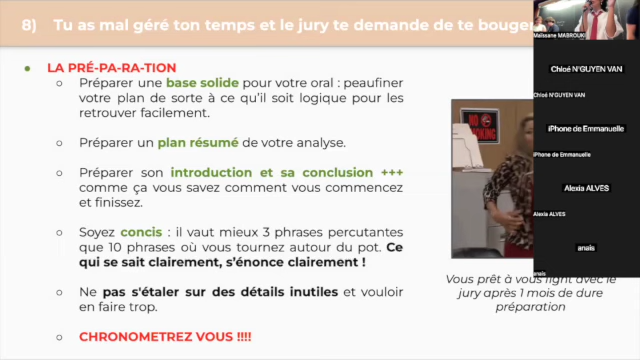 8) Tu as mal géré ton temps et le jury te demande de te bouger
LA PRÉ-PA-RA-TION
Préparer une base solide pour votre oral : peaufiner
votre plan de sorte à ce qu'il soit logique pour les
retrouver facilement.
Préparer un plan résumé de votre analyse.
Préparer son introduction et sa conclusion +++
comme ça vous savez comment vous commencez
et finissez.
Soyez concis : il vaut mieux 3 phrases percutantes
que 10 phrases où vous tournez autour du pot. Ce
qui se sait clairement, s'énonce clairement !
Ne pas s'étaler sur des détails inutiles et vouloir
en faire trop.
CHRONOMETREZ VOUS !!!!
NO
Vous prêt à vous fight avec le
jury après 1 mois de dure
préparation
Maïssane MABROUKI
Chloé N'GUYEN VAN
Chloé N'GUYEN VAN
iPhone de Emmanuelle
iPhone de Emmanuelle
Alexia ALVES
Alexia ALVES
anaïs
anaïs